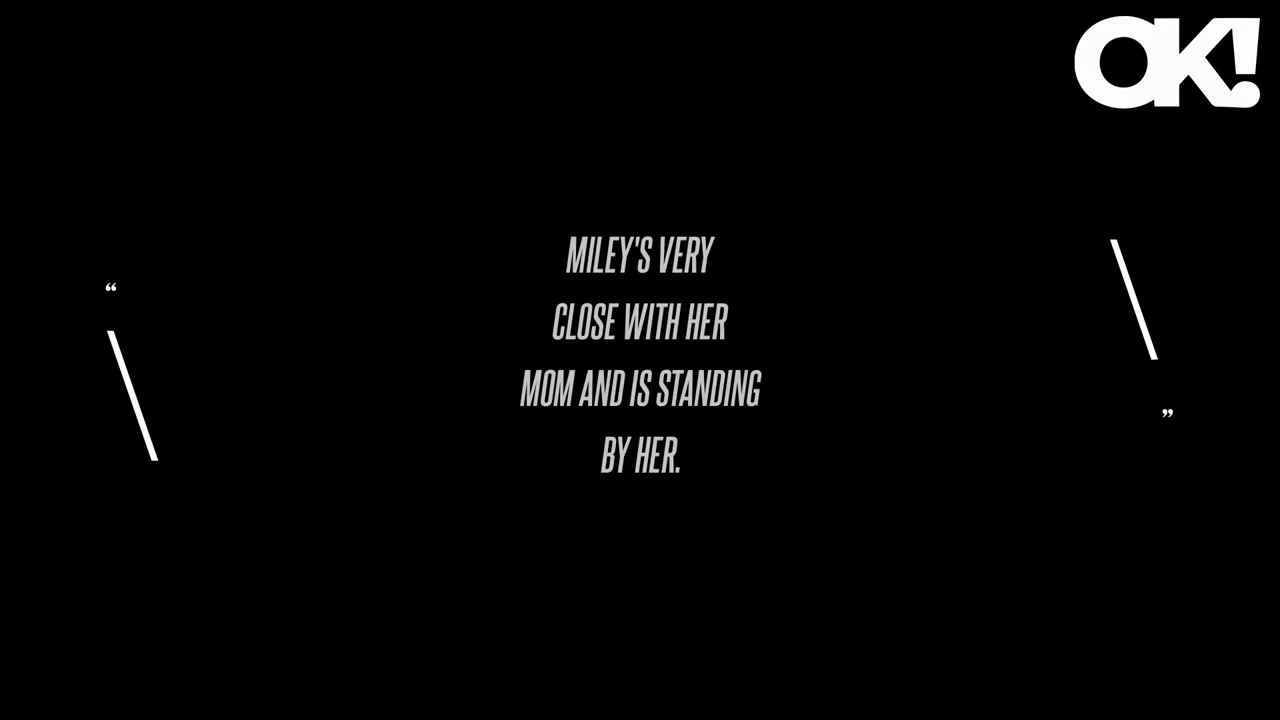 OK!
“
MILEY'S VERY
CLOSE WITH HER
MOM AND IS STANDING
BY HER.
”